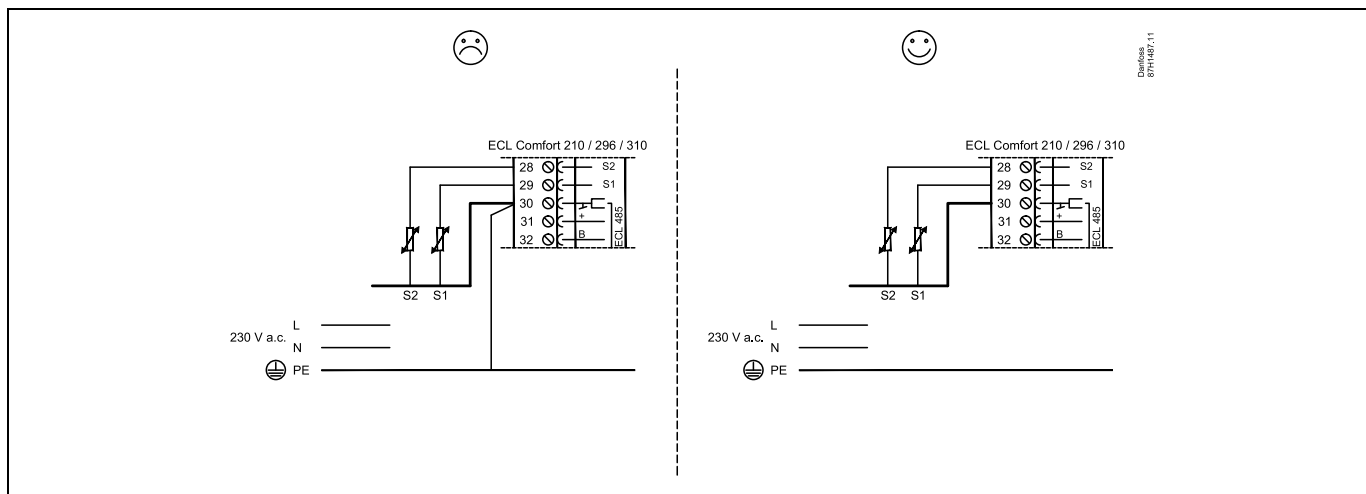 Danfoss
87H1487.11
ECL Comfort 210 / 296 / 310
28 S2
29 S1
30
31 +
32 B
ECL 485
S2 S1
L
230 V a.c.
N
PE
ECL Comfort 210 / 296 / 310
28 S2
29 S1
30
31 +
32 B
ECL 485
S2 S1
L
230 V a.c.
N
PE